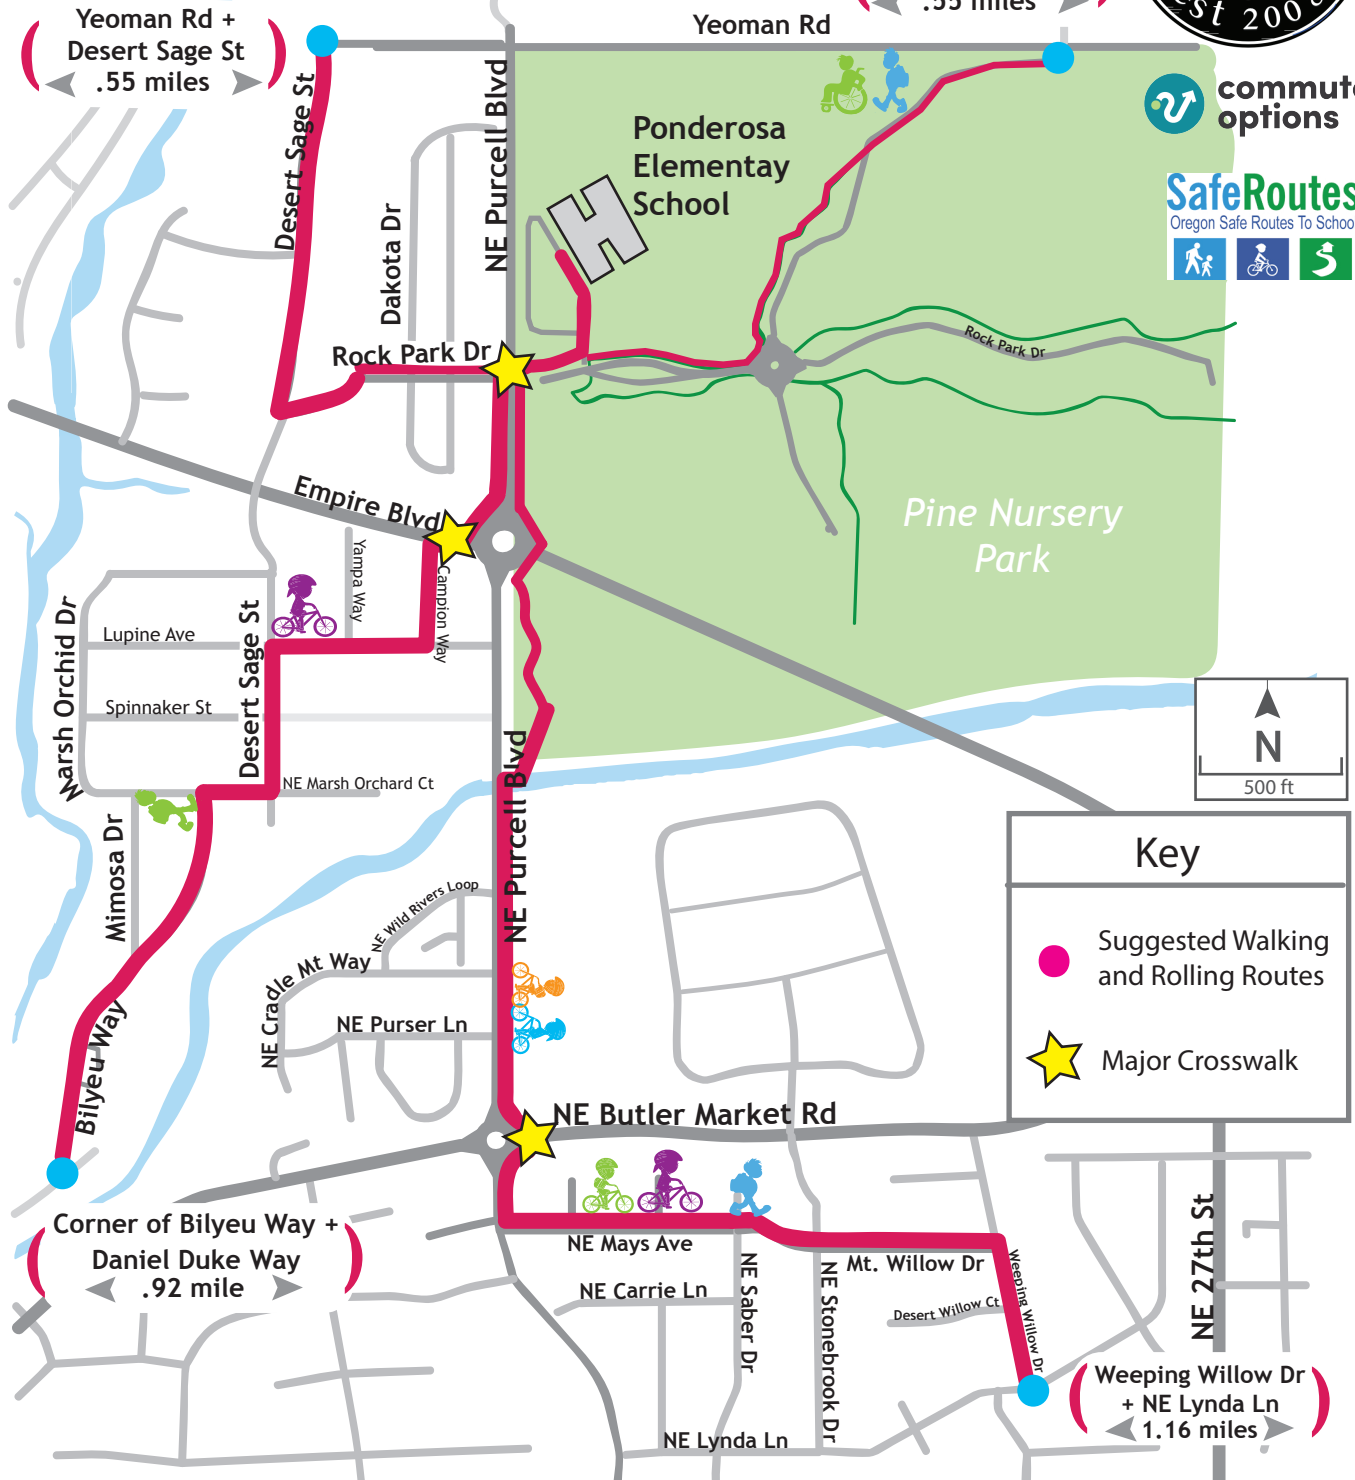 Yeoman Rd +
Desert Sage St
.55 miles
.55 miles
Yeoman Rd
est 200
commute
options
SafeRoutes
Oregon Safe Routes To School
Ponderosa
Elementay
School
Desert Sage St
NE Purcell Blvd
Dakota Dr
Rock Park Dr
Rock Park Dr
Empire Blvd
Pine Nursery
Park
Yampa Way
Campion Way
Marsh Orchid Dr
Lupine Ave
Desert Sage St
Spinnaker St
NE Marsh Orchard Ct
Mimosa Dr
NE Purcell Blvd
N
500 ft
Key
Suggested Walking
and Rolling Routes
Major Crosswalk
NE Wild Rivers Loop
NE Cradle Mt Way
NE Purser Ln
Bilyeu Way
NE Butler Market Rd
Corner of Bilyeu Way +
Daniel Duke Way
.92 mile
NE Mays Ave
Mt. Willow Dr
NE Carrie Ln
NE Saber Dr
NE Stonebrook Dr
Desert Willow Ct
Weeping Willow Dr
NE 27th St
NE Lynda Ln
Weeping Willow Dr
+ NE Lynda Ln
1.16 miles